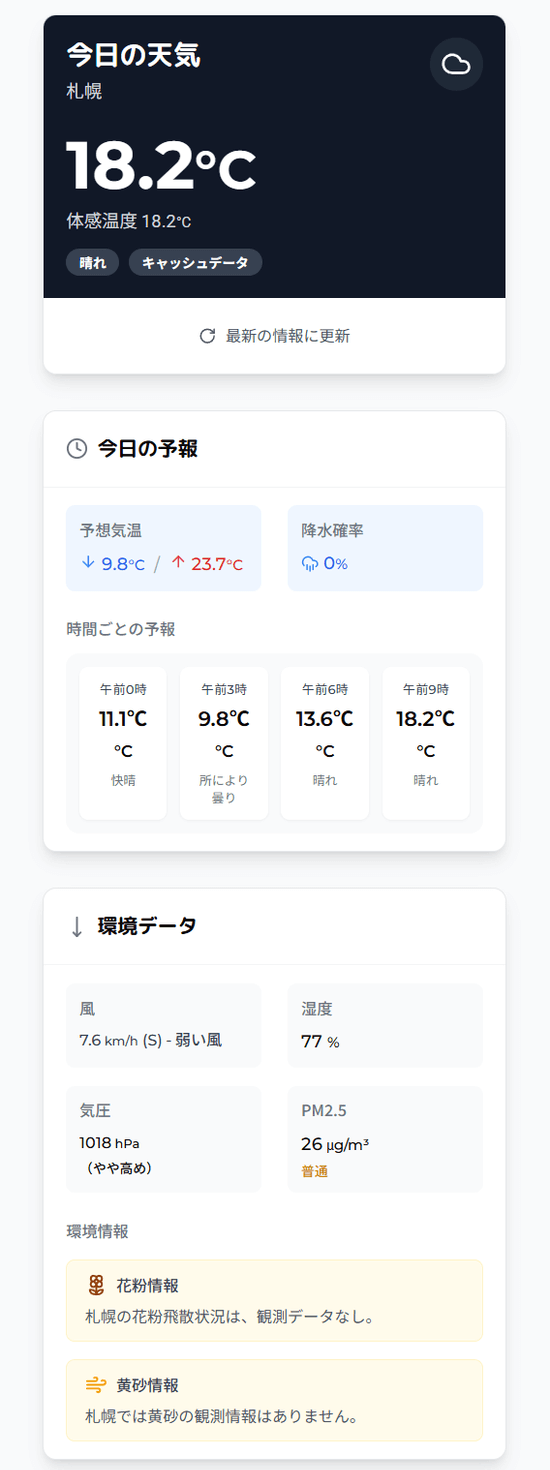 今日の天気
札幌
18.2°C
体感温度 18.2°C
晴れ キャッシュデータ
最新の情報に更新
今日の予報
予想気温 降水確率
↓ 9.8°C / ↑ 23.7°C 0%
時間ごとの予報
午前0時 午前3時 午前6時 午前9時
11.1℃ 9.8℃ 13.6℃ 18.2℃
°C °C °C °C
快晴 所により 晴れ 晴れ
曇り
環境データ
風 湿度
7.6 km/h (S) - 弱い風 77 %
気圧 PM2.5
1018 hPa 26 µg/m³
（やや高め） 普通
環境情報
花粉情報
札幌の花粉飛散状況は、観測データなし。
黄砂情報
札幌では黄砂の観測情報はありません。